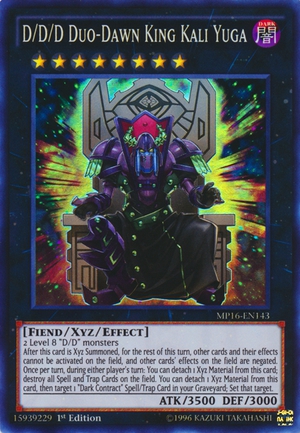 D/D/D Duo-Dawn King Kali Yuga
DARK
闇
MP16-EN143
[Fiend/Xyz/Effect]
2 Level 8 "D/D" monsters
After this card is Xyz Summoned, for the rest of this turn, other cards and their effects
cannot be activated on the field, and other cards' effects on the field are negated.
Once per turn, during either player's turn: You can detach 1 Xyz Material from this card;
destroy all Spell and Trap Cards on the field. You can detach 1 Xyz Material from this
card, then target 1 "Dark Contract" Spell/Trap Card in your Graveyard; Set that target.
ATK/3500 DEF/3000
15939229 1st Edition ©1996 KAZUKI TAKAHASHI